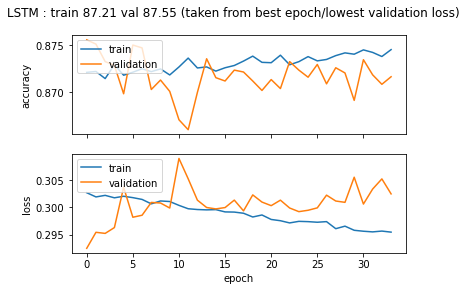 LSTM : train 87.21 val 87.55 (taken from best epoch/lowest validation loss)
0.875
0.870
accuracy
train
validation
0.305
0.300
0.295
loss
train
validation
0 5 10 15 20 25 30
epoch